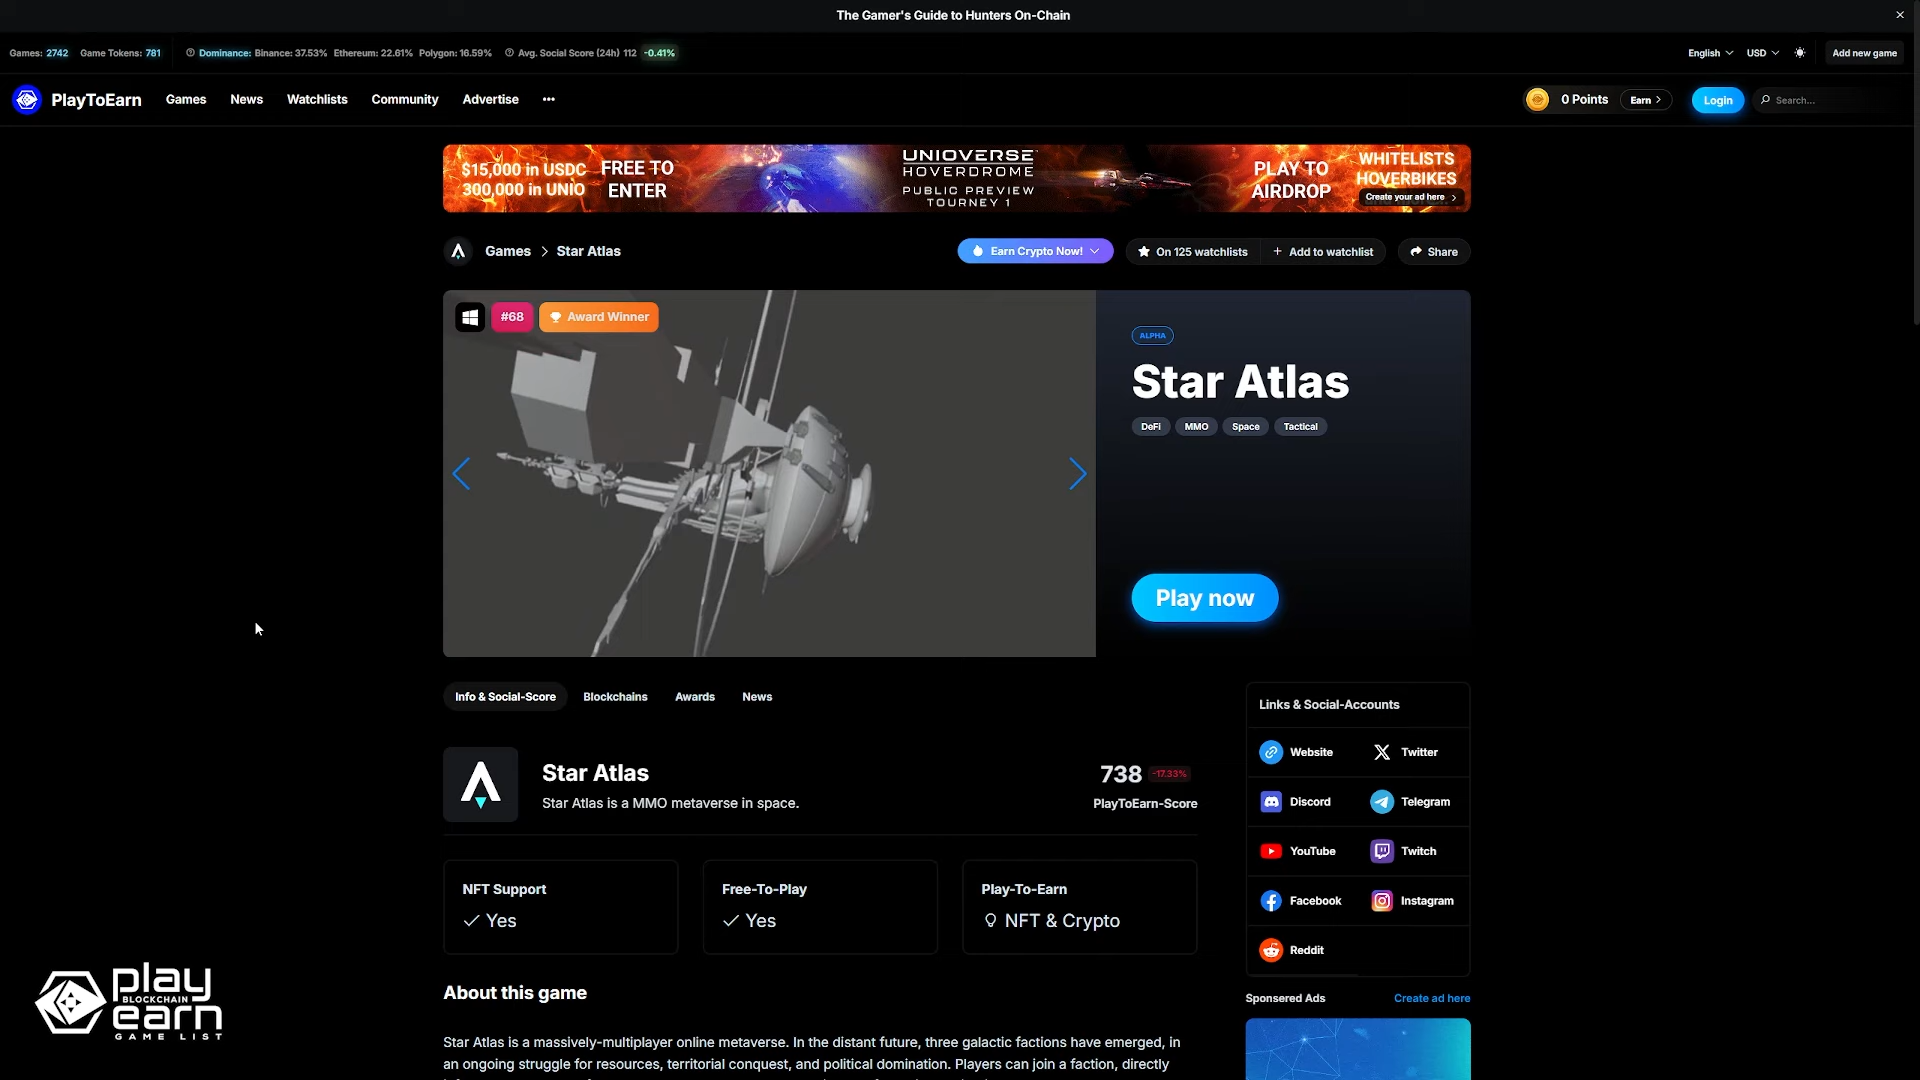 The Gamer's Guide to Hunters On-Chain
Games: 2742 Game Tokens: 781 Dominance: Binance: 37.53% Ethereum: 22.61% Polygon: 16.59% Avg. Social Score (24h) 112 -0.41%
English USD Add new game
PlayToEarn Games News Watchlists Community Advertise •••
0 Points Earn Login Search...
$15,000 in USDC
300,000 in UNIO
FREE TO
ENTER
UNIOVERSE
HOVERDROME
PUBLIC PREVIEW
TOURNEY 1
PLAY TO
AIRDROP
WHITELISTS
HOVERBIKES
Create your ad here
Games > Star Atlas
Earn Crypto Now! On 125 watchlists + Add to watchlist Share
#68 Award Winner
ALPHA
Star Atlas
DeFi MMO Space Tactical
Play now
Info & Social-Score Blockchains Awards News
Star Atlas
Star Atlas is a MMO metaverse in space.
738 -17.33%
PlayToEarn-Score
NFT Support
Yes
Free-To-Play
Yes
Play-To-Earn
NFT & Crypto
About this game
Star Atlas is a massively-multiplayer online metaverse. In the distant future, three galactic factions have emerged, in
an ongoing struggle for resources, territorial conquest, and political domination. Players can join a faction, directly
Links & Social-Accounts
Website Twitter
Discord Telegram
YouTube Twitch
Facebook Instagram
Reddit
Sponsered Ads Create ad here
play
BLOCKCHAIN
earn
GAME LIST